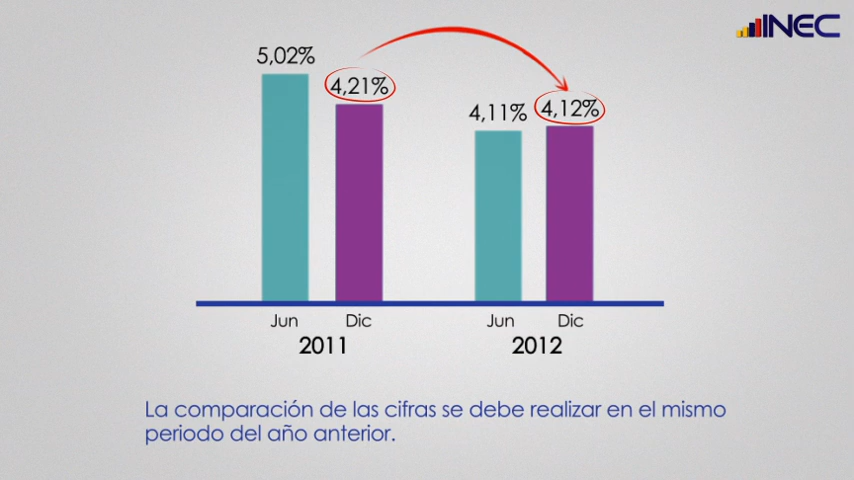 INEC
5,02%
4,21%
4,11%
4,12%
Jun Dic Jun Dic
2011 2012
La comparación de las cifras se debe realizar en el mismo
periodo del año anterior.